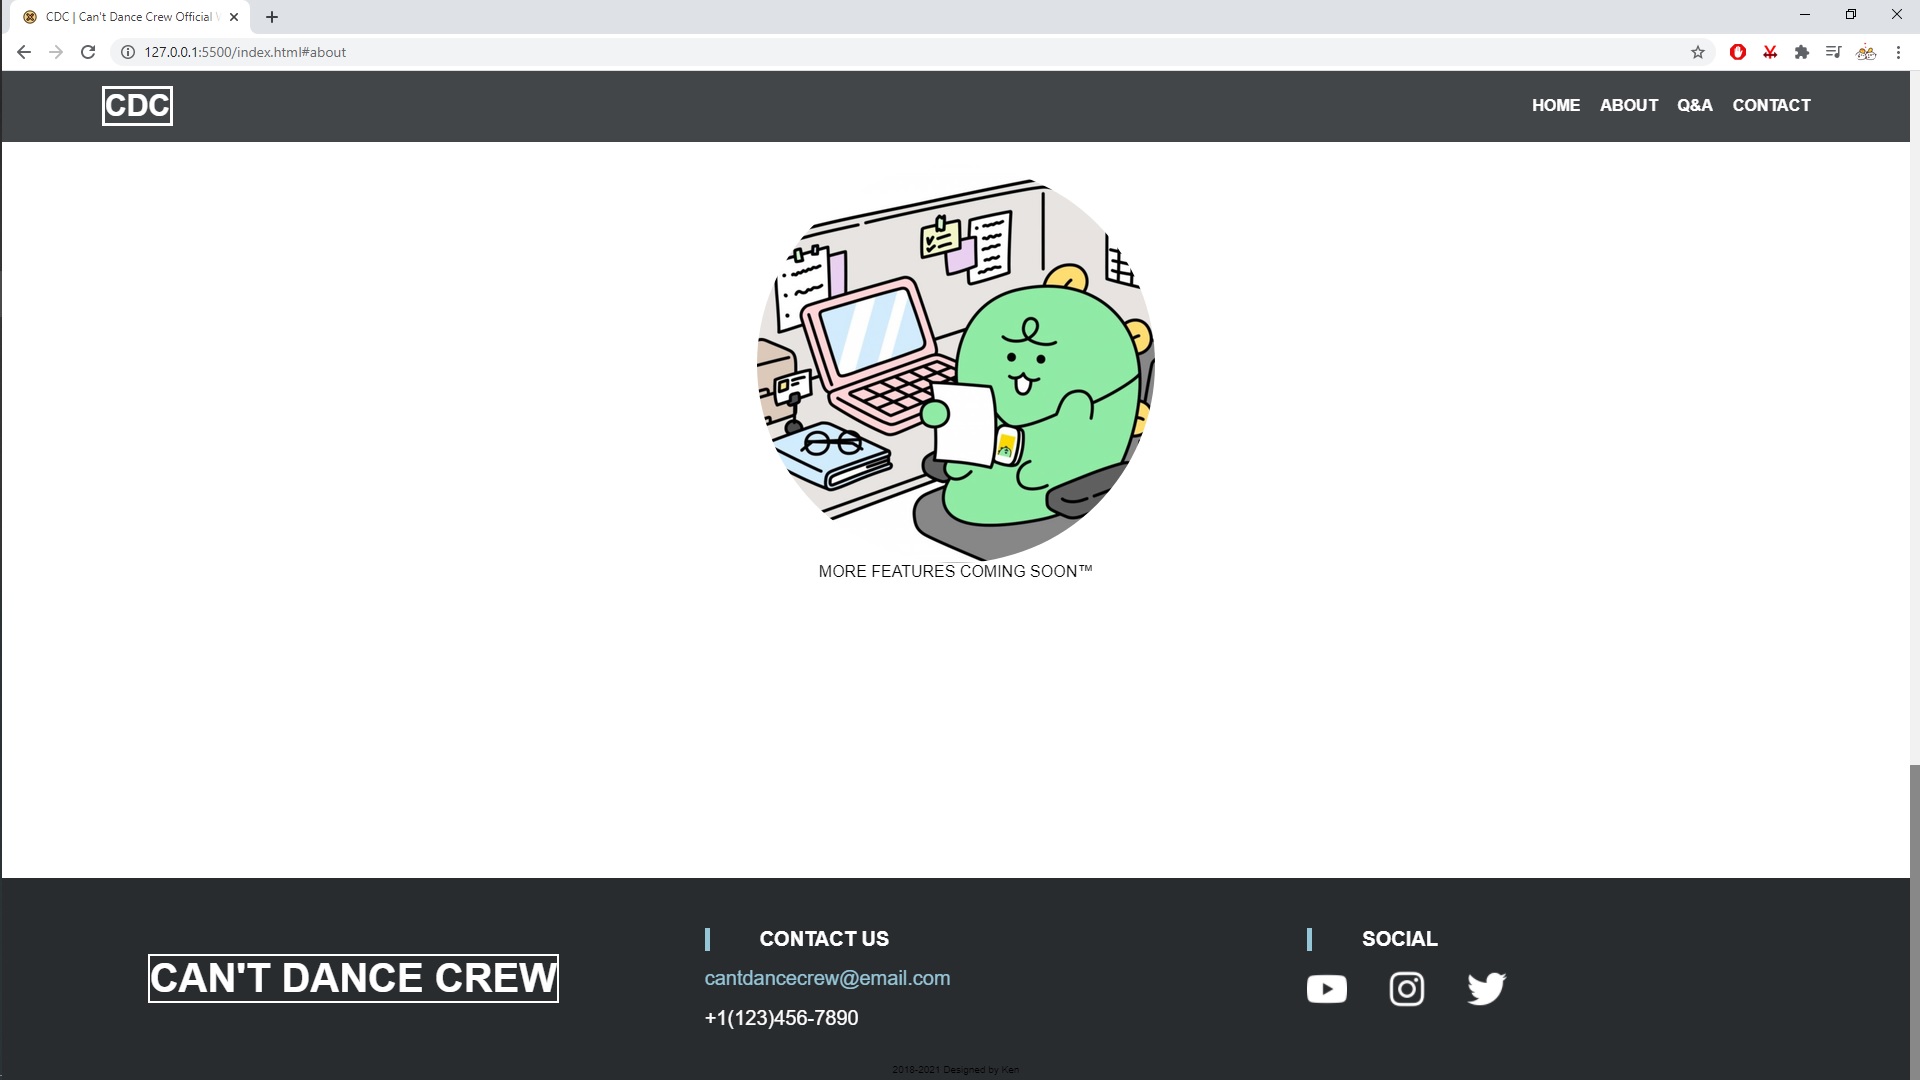 CDC | Can't Dance Crew Official
127.0.0.1:5500/index.html#about
CDC
HOME ABOUT Q&A CONTACT
MORE FEATURES COMING SOON™
CAN'T DANCE CREW
CONTACT US
cantdancecrew@email.com
+1(123)456-7890
SOCIAL
2018-2021 Designed by Ken